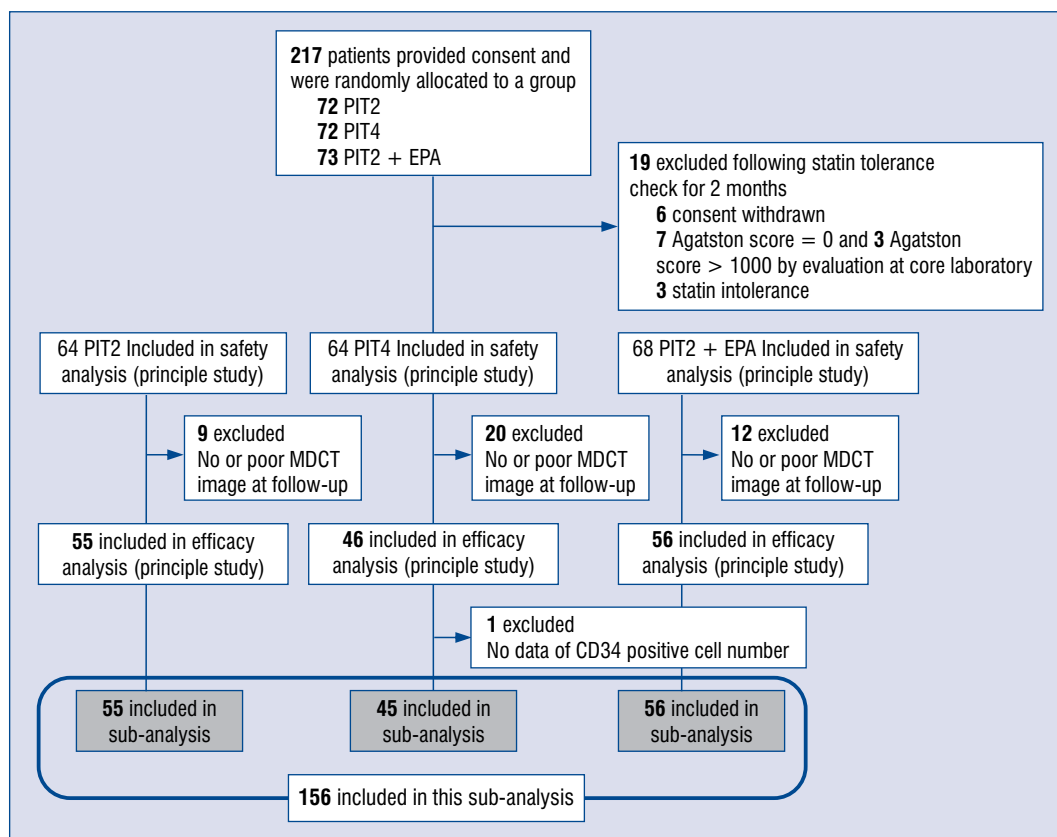 217 patients provided consent and
were randomly allocated to a group
72 PIT2
72 PIT4
73 PIT2 + EPA
19 excluded following statin tolerance
check for 2 months
6 consent withdrawn
7 Agatston score = 0 and 3 Agatston
score > 1000 by evaluation at core laboratory
3 statin intolerance
64 PIT2 Included in safety
analysis (principle study)
64 PIT4 Included in safety
analysis (principle study)
68 PIT2 + EPA Included in safety
analysis (principle study)
9 excluded
No or poor MDCT
image at follow-up
20 excluded
No or poor MDCT
image at follow-up
12 excluded
No or poor MDCT
image at follow-up
55 included in efficacy
analysis (principle study)
46 included in efficacy
analysis (principle study)
56 included in efficacy
analysis (principle study)
1 excluded
No data of CD34 positive cell number
55 included in
sub-analysis
45 included in
sub-analysis
56 included in
sub-analysis
156 included in this sub-analysis